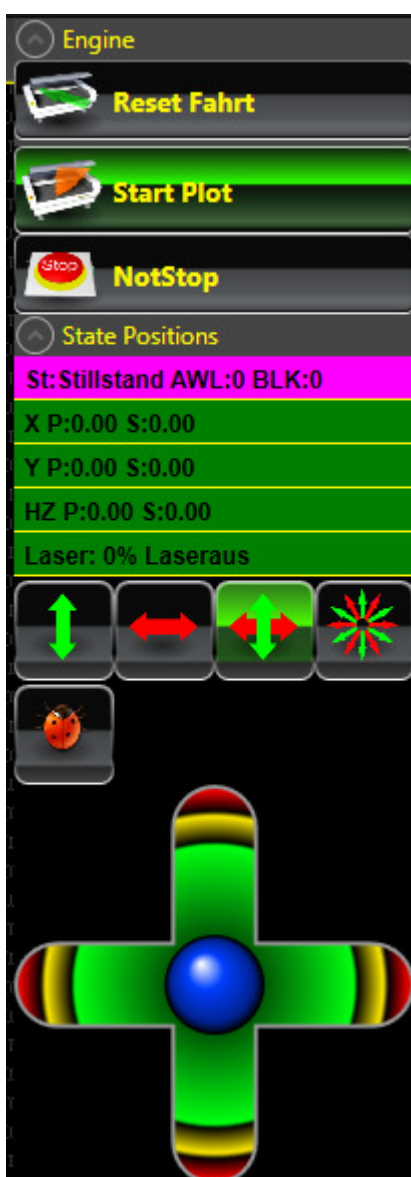 Engine
Reset Fahrt
Start Plot
Stop
NotStop
State Positions
St:Stillstand AWL:0 BLK:0
X P:0.00 S:0.00
Y P:0.00 S:0.00
HZ P:0.00 S:0.00
Laser: 0% Laseraus